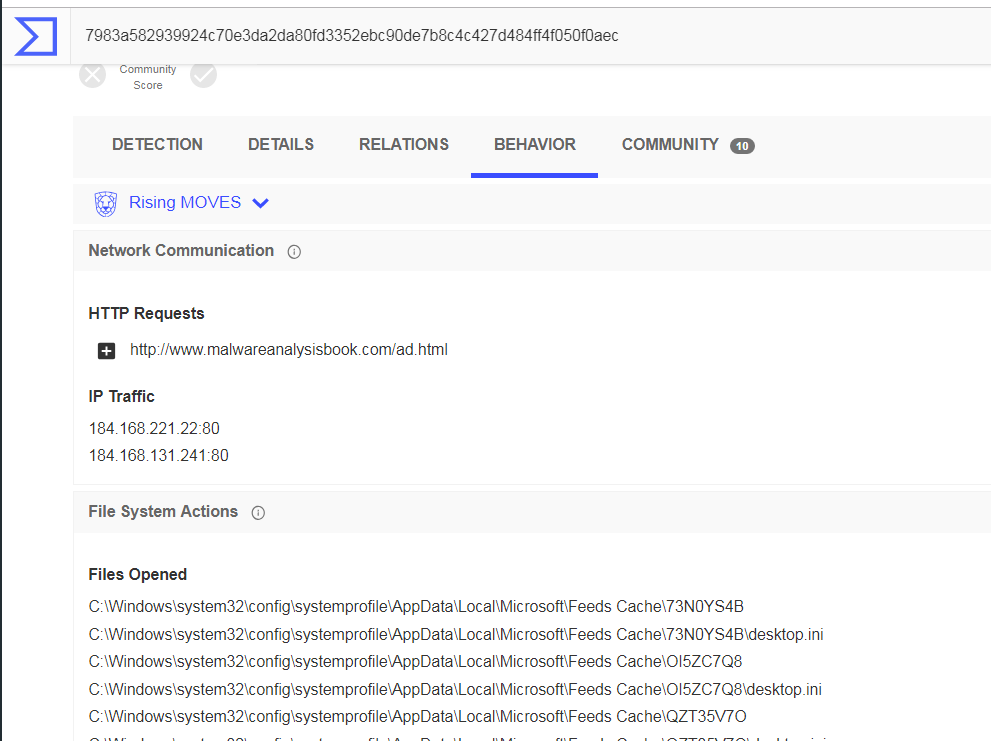 7983a582939924c70e3da2da80fd3352ebc90de7b8c4c427d484ff4f050f0aec
Community
Score
DETECTION DETAILS RELATIONS BEHAVIOR COMMUNITY 10
Rising MOVES
Network Communication
HTTP Requests
http://www.malwareanalysisbook.com/ad.html
IP Traffic
184.168.221.22:80
184.168.131.241:80
File System Actions
Files Opened
C:\Windows\system32\config\systemprofile\AppData\Local\Microsoft\Feeds Cache\73N0YS4B
C:\Windows\system32\config\systemprofile\AppData\Local\Microsoft\Feeds Cache\73N0YS4B\desktop.ini
C:\Windows\system32\config\systemprofile\AppData\Local\Microsoft\Feeds Cache\OI5ZC7Q8
C:\Windows\system32\config\systemprofile\AppData\Local\Microsoft\Feeds Cache\OI5ZC7Q8\desktop.ini
C:\Windows\system32\config\systemprofile\AppData\Local\Microsoft\Feeds Cache\QZT35V7O